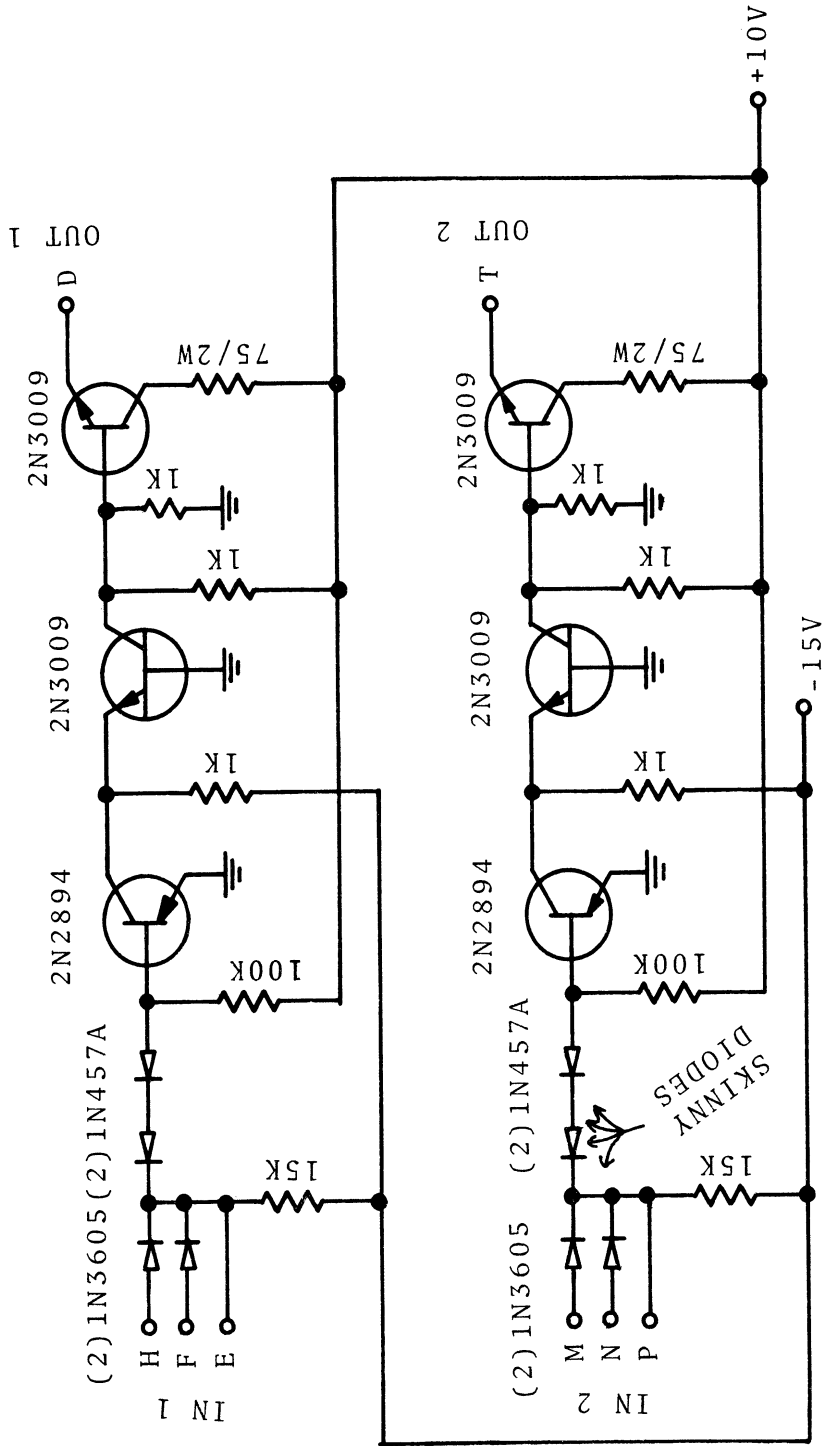 (2)1N3605
(2)1N457A
2N2894
2N3009
2N3009
OUT 1
IN 1
H
F
E
15K
100K
1K
1K
1K
75/2W
D
(2)1N3605
(2)1N457A
2N2894
2N3009
2N3009
OUT 2
IN 2
M
N
P
15K
SKINNY
DIODES
100K
1K
1K
1K
75/2W
T
-15V
+10V